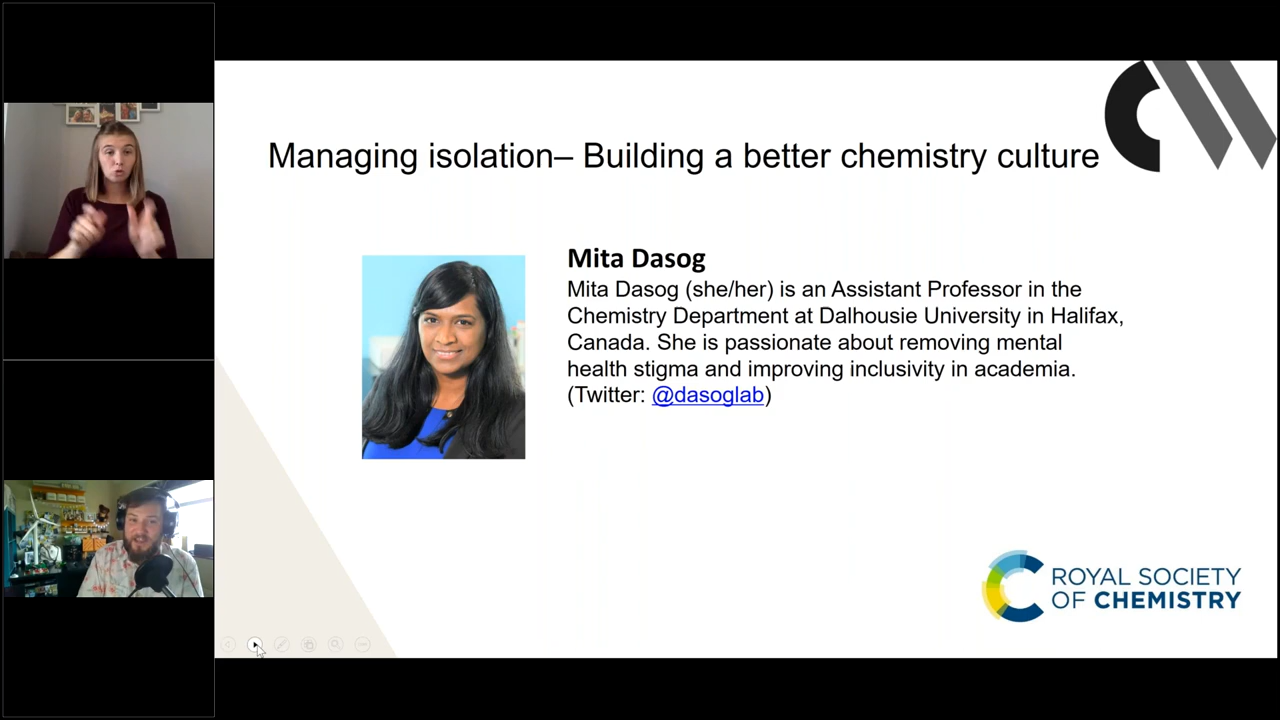 Managing isolation– Building a better chemistry culture
Mita Dasog
Mita Dasog (she/her) is an Assistant Professor in the
Chemistry Department at Dalhousie University in Halifax,
Canada. She is passionate about removing mental
health stigma and improving inclusivity in academia.
(Twitter: @dasoglab)
ROYAL SOCIETY
OF CHEMISTRY